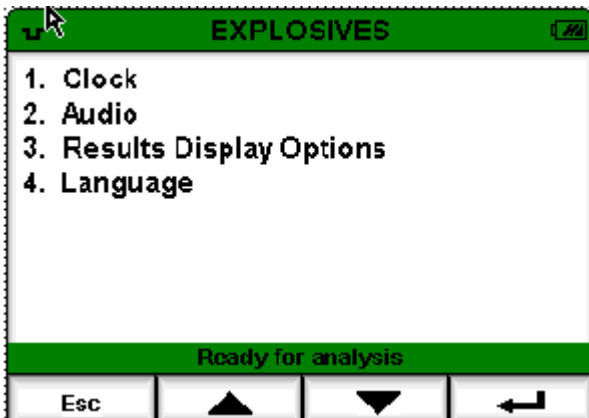 EXPLOSIVES
1. Clock
2. Audio
3. Results Display Options
4. Language
Ready for analysis
Esc